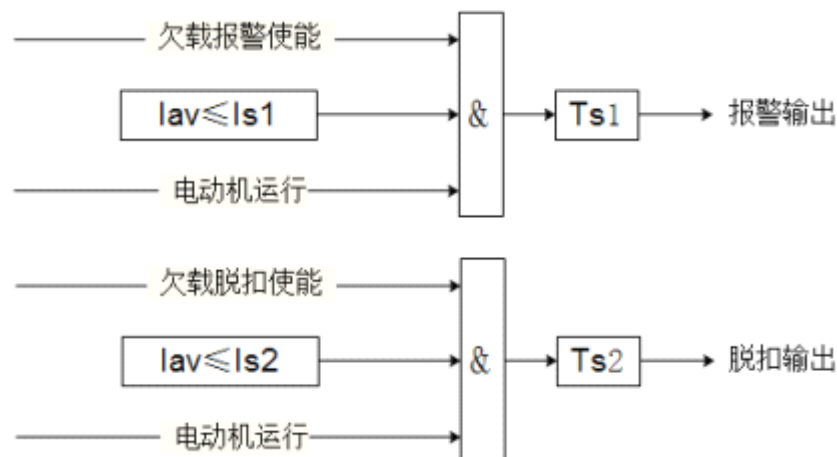 欠载报警使能
Iav≤Is1
&
Ts1
报警输出
电动机运行
欠载脱扣使能
Iav≤Is2
&
Ts2
脱扣输出
电动机运行